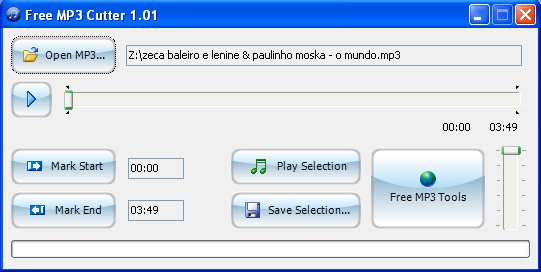 Free MP3 Cutter 1.01
Open MP3...
Z:\zeca baleiro e lenine & paulinho moska - o mundo.mp3
00:00 03:49
Mark Start
00:00
Play Selection
Free MP3 Tools
Mark End
03:49
Save Selection...